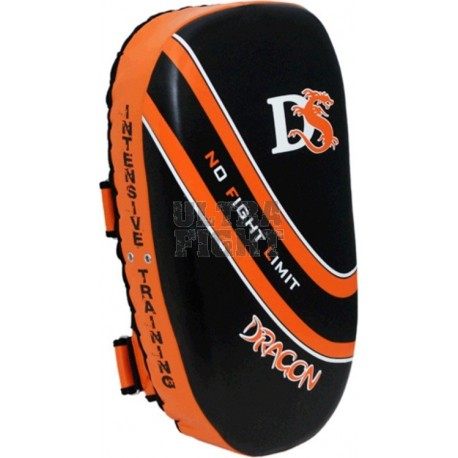 DS
NO FIGHT LIMIT
DRAGON
INTENSIVE TRAINING
ULTRA
FIGHT